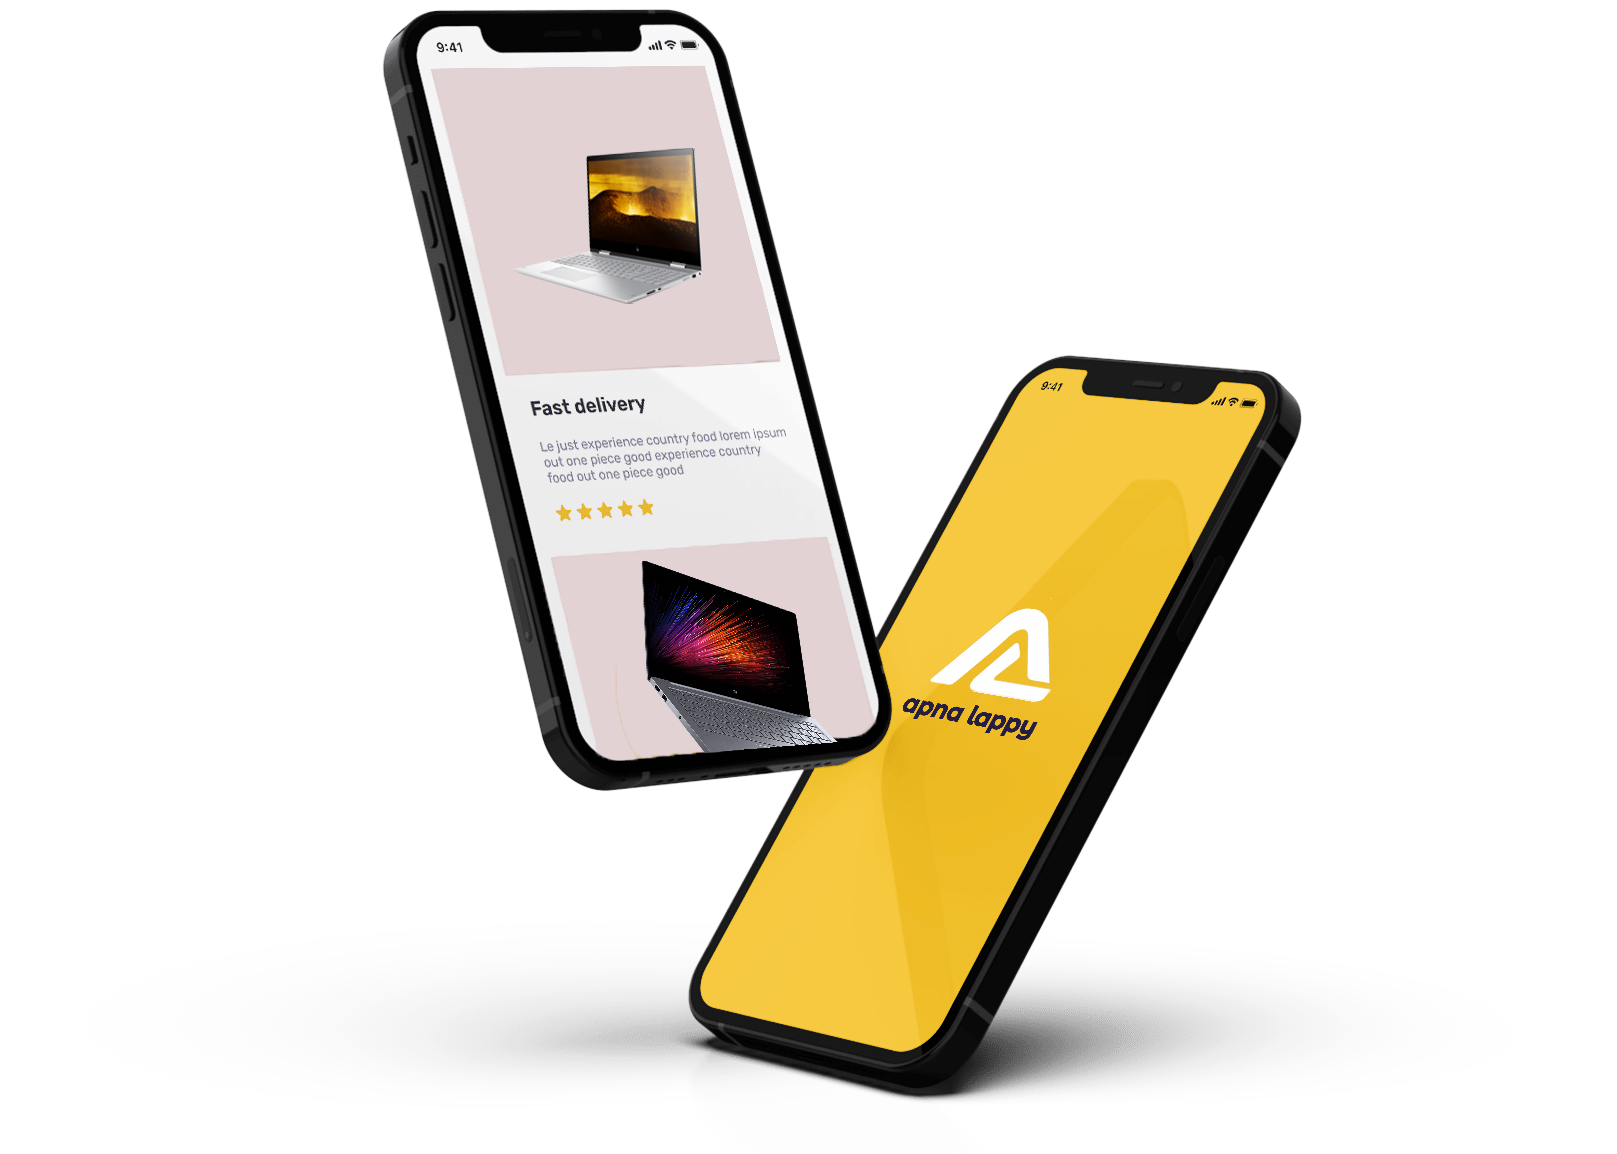 9:41
Fast delivery
Le just experience country food lorem ipsum
out one piece good experience country
food out one piece good
9:41
apna lappy